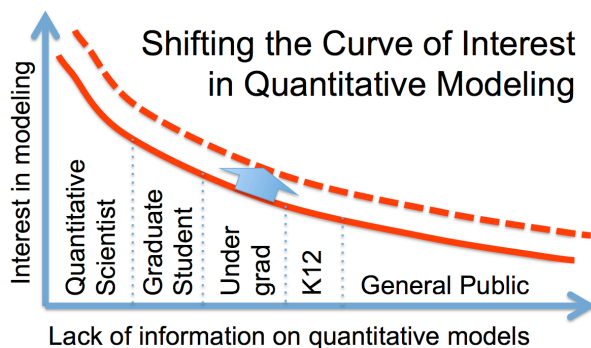 Shifting the Curve of Interest
in Quantitative Modeling
Interest in modeling
Quantitative
Scientist
Graduate
Student
Under
grad
K12
General Public
Lack of information on quantitative models